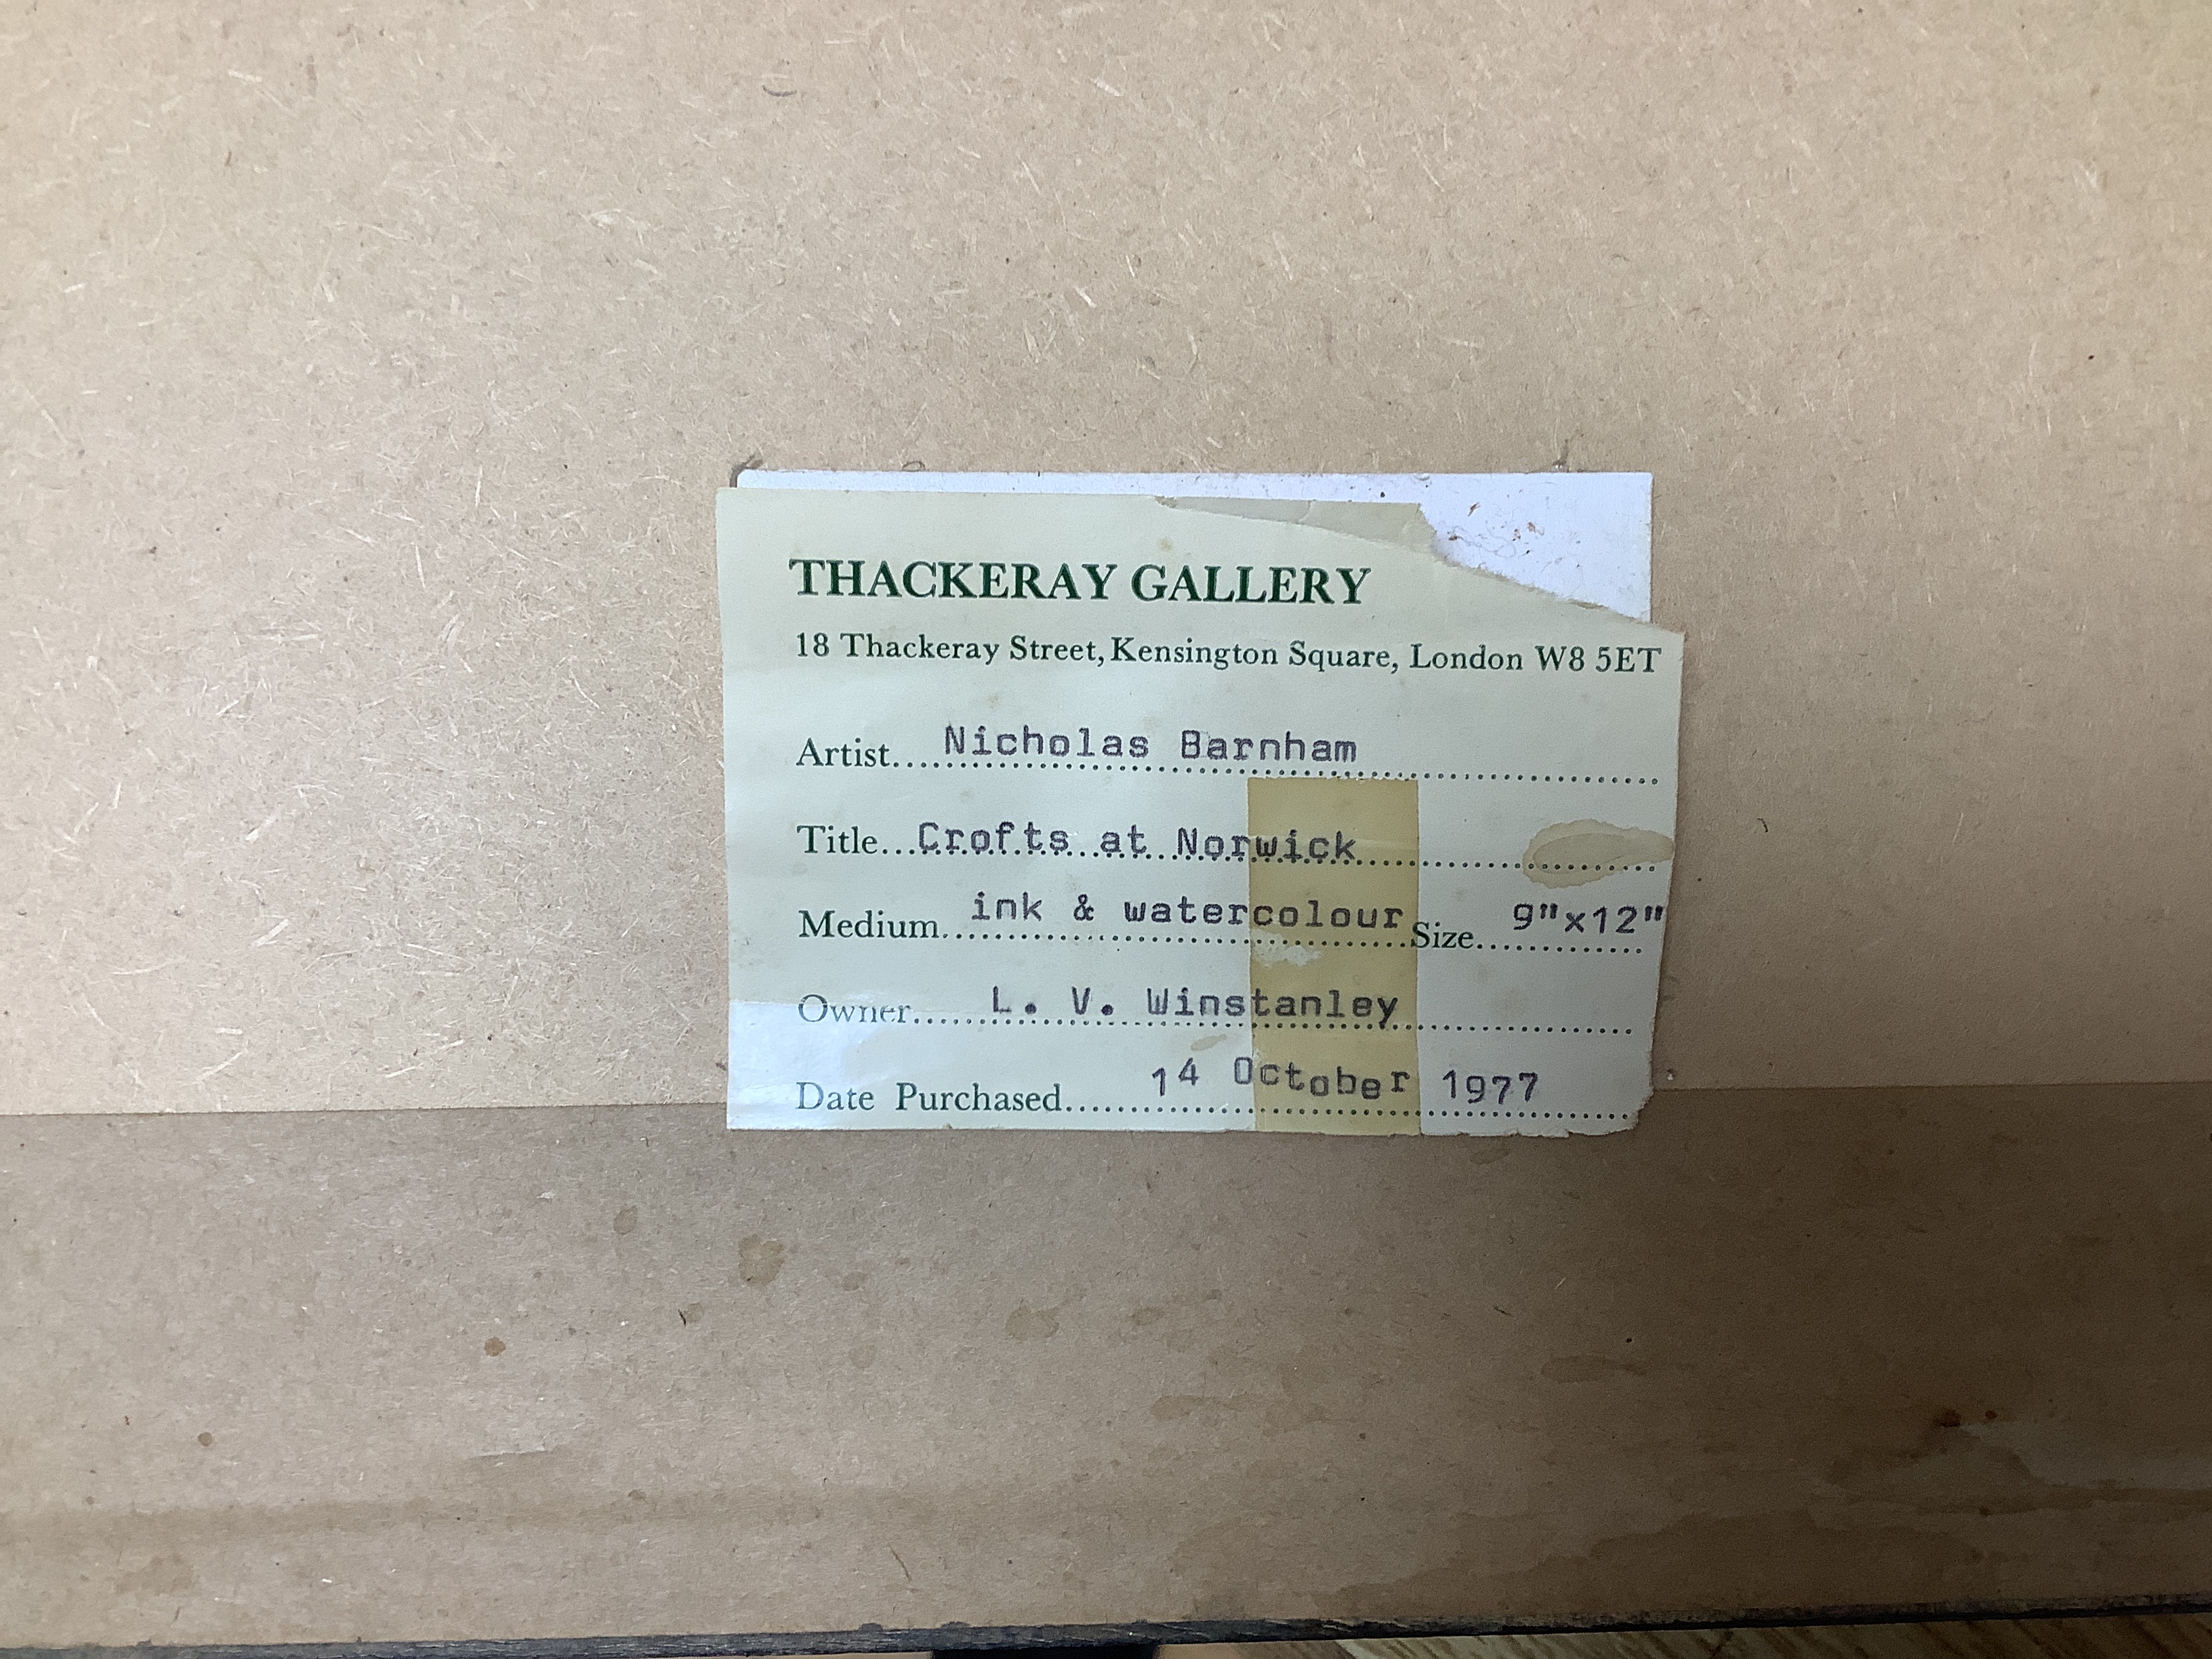 THACKERAY GALLERY
18 Thackeray Street, Kensington Square, London W8 5ET
Artist.....Nicholas Barnham
Title...Crofts at Norwick
Medium.....ink & watercolour Size.....9"x12"
Owner.....L. V. Winstanley
Date Purchased.....14 October 1977